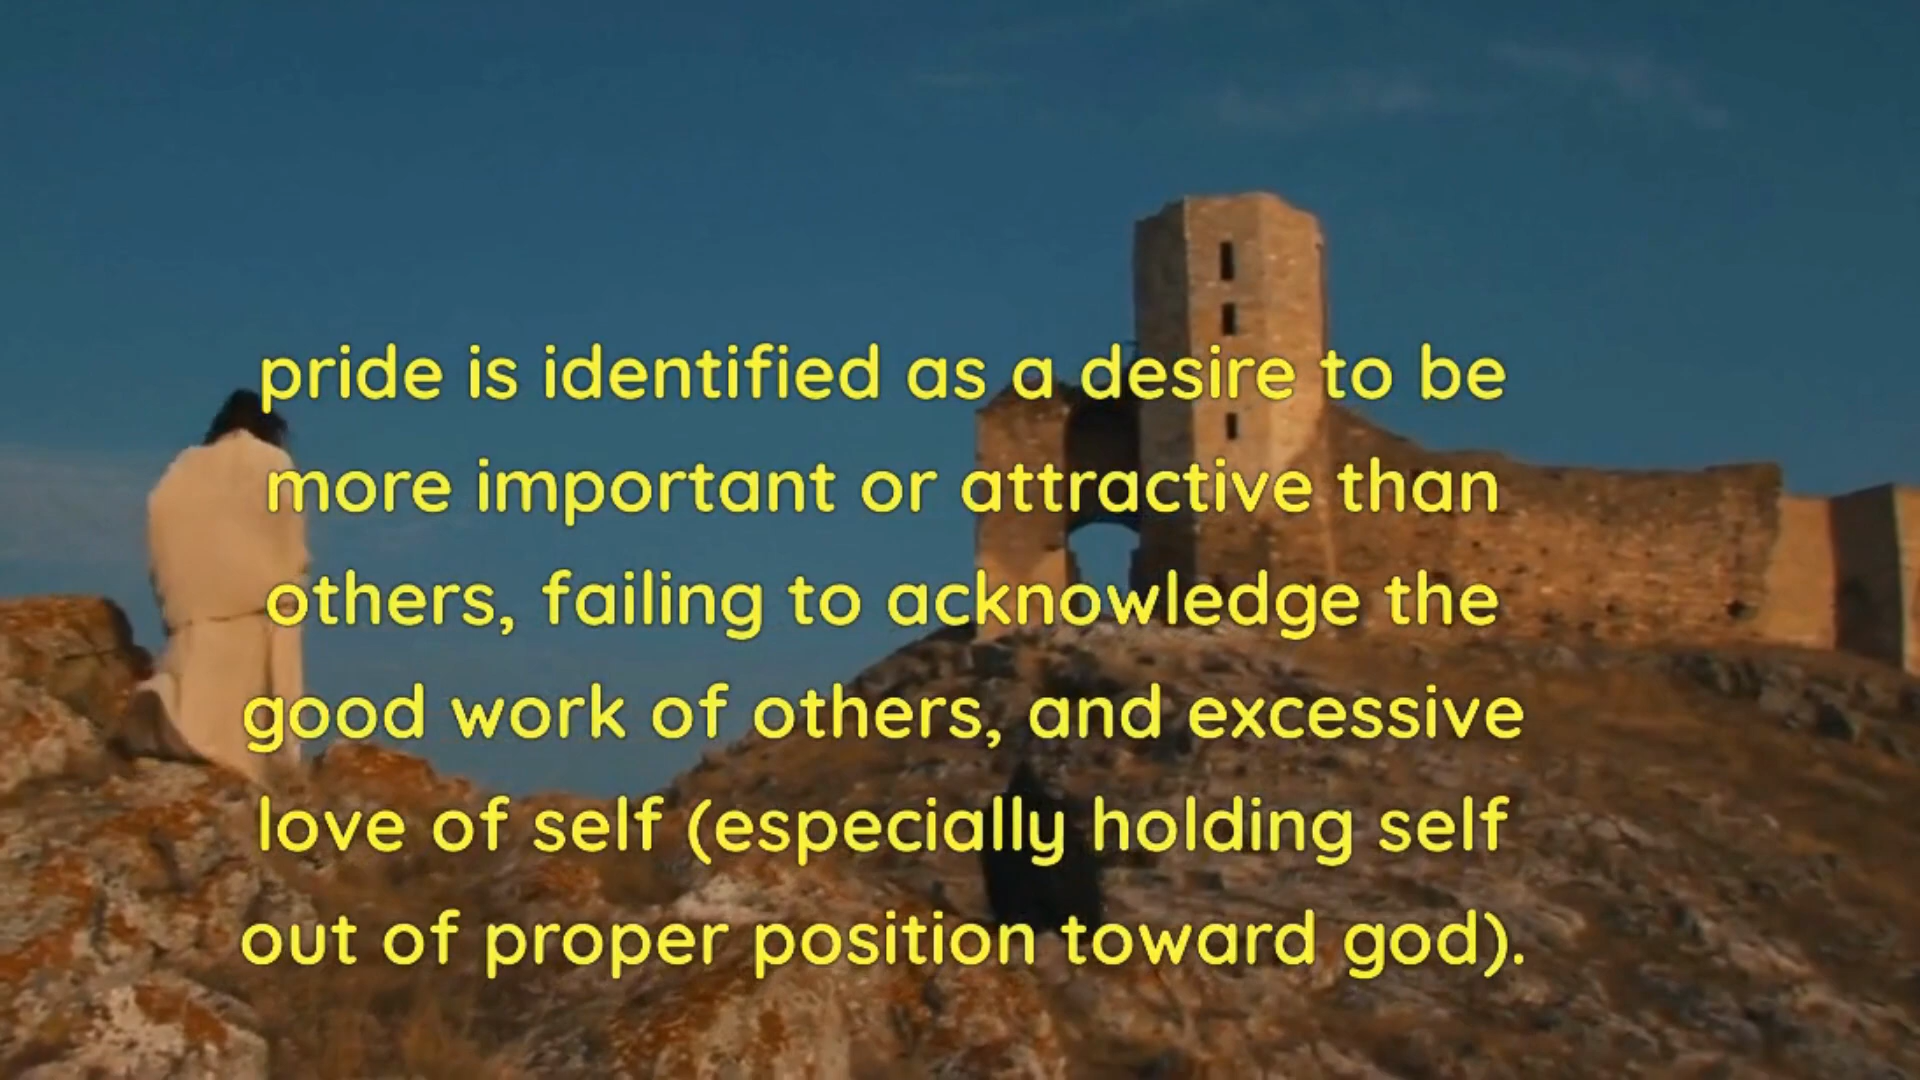 pride is identified as a desire to be
more important or attractive than
others, failing to acknowledge the
good work of others, and excessive
love of self (especially holding self
out of proper position toward god).